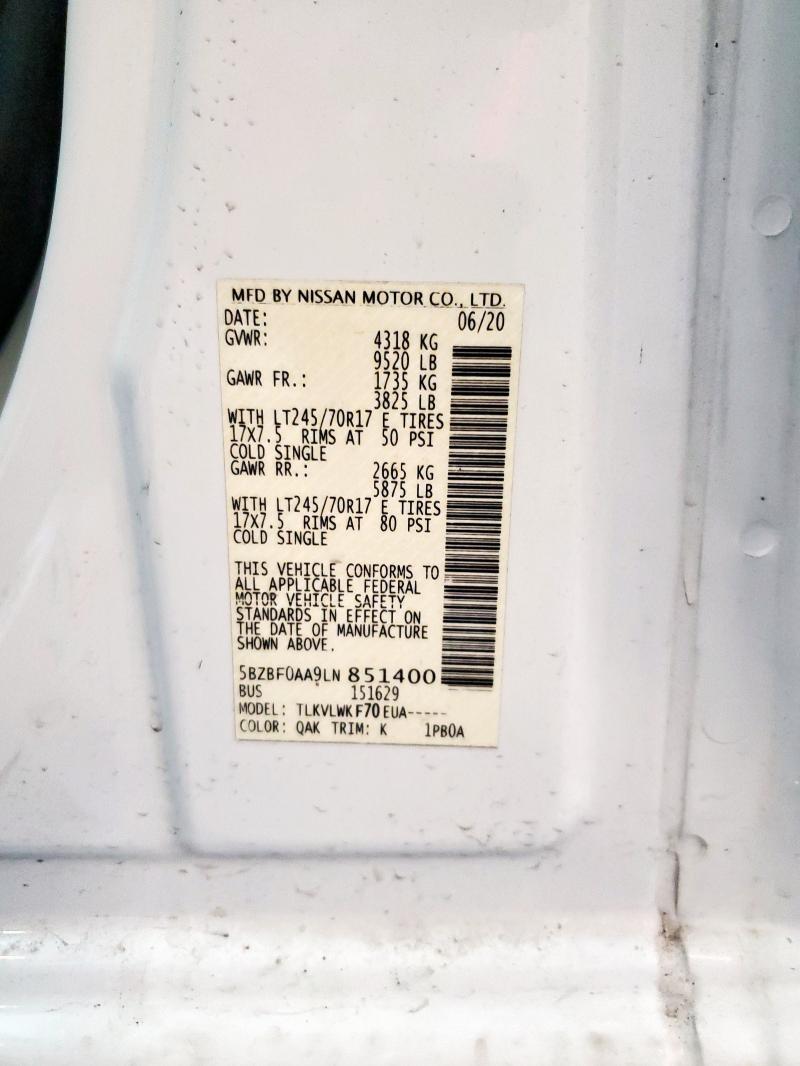 MFD BY NISSAN MOTOR CO., LTD.
DATE: 06/20
GVWR: 4318 KG
9520 LB
GAWR FR.: 1735 KG
3825 LB
WITH LT245/70R17 E TIRES
17X7.5 RIMS AT 50 PSI
COLD SINGLE
GAWR RR.: 2665 KG
5875 LB
WITH LT245/70R17 E TIRES
17X7.5 RIMS AT 80 PSI
COLD SINGLE
THIS VEHICLE CONFORMS TO
ALL APPLICABLE FEDERAL
MOTOR VEHICLE SAFETY
STANDARDS IN EFFECT ON
THE DATE OF MANUFACTURE
SHOWN ABOVE.
5BZBF0AA9LN 851400
BUS 151629
MODEL: TLKVLWKF70EUA-----
COLOR: QAK TRIM: K 1PB0A